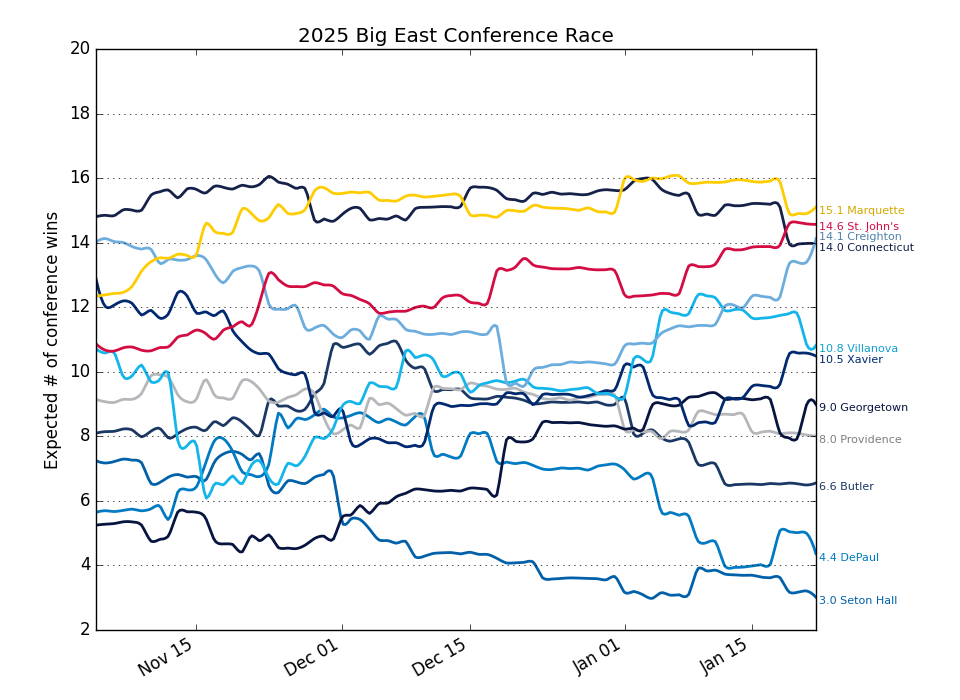 2025 Big East Conference Race
Expected # of conference wins
20
18
16
14
12
10
8
6
4
2
15.1 Marquette
14.6 St. John's
14.1 Creighton
14.0 Connecticut
10.8 Villanova
10.5 Xavier
9.0 Georgetown
8.0 Providence
6.6 Butler
4.4 DePaul
3.0 Seton Hall
Nov 15
Dec 01
Dec 15
Jan 01
Jan 15